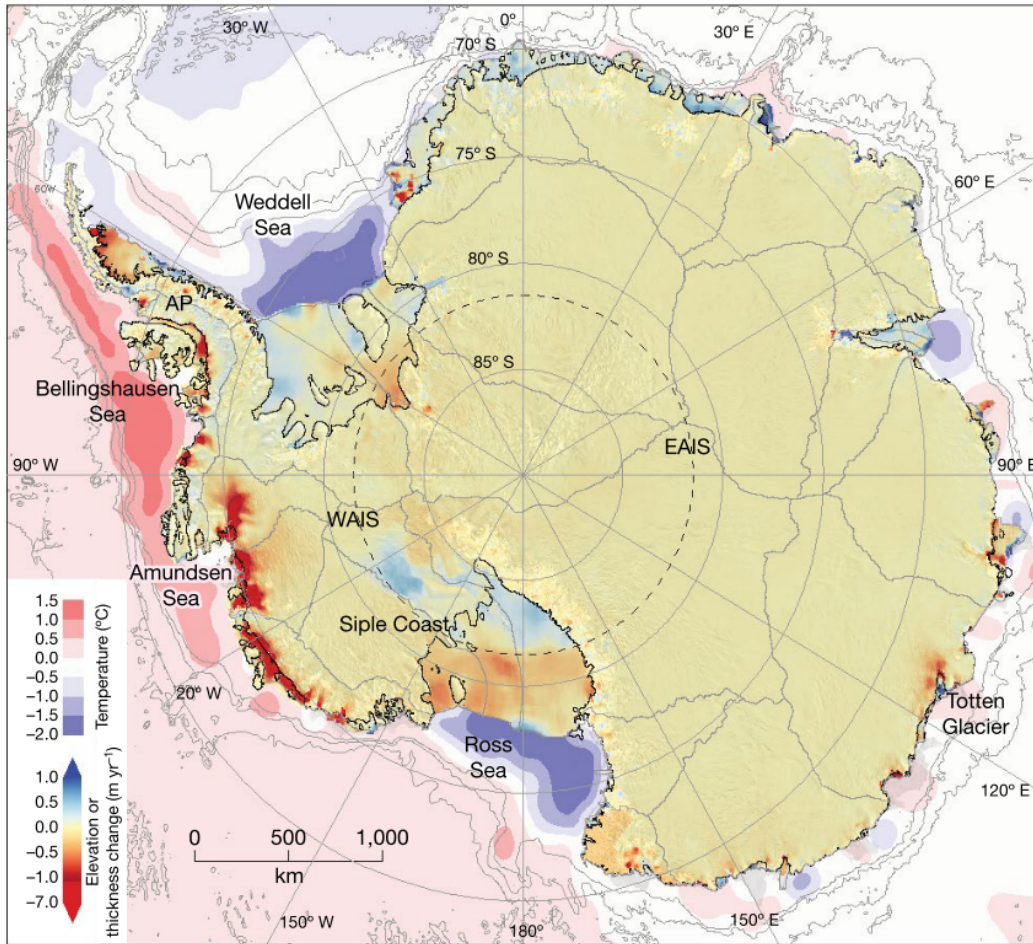 30° W
0°
30° E
70° S
75° S
60° E
60W
Weddell
Sea
80° S
AP
85° S
Bellingshausen
Sea
EAIS
90° W
90° E
WAIS
Amundsen
Sea
Siple Coast
1.5
1.0
0.5
0.0
−0.5
−1.0
−1.5
−2.0
Temperature (°C)
20° W
Totten
Glacier
Ross
Sea
1.0
0.5
0.0
−0.5
−1.0
−7.0
Elevation or
thickness change (m yr⁻¹)
0 500 1,000
km
120° E
150° W
180°
150° E